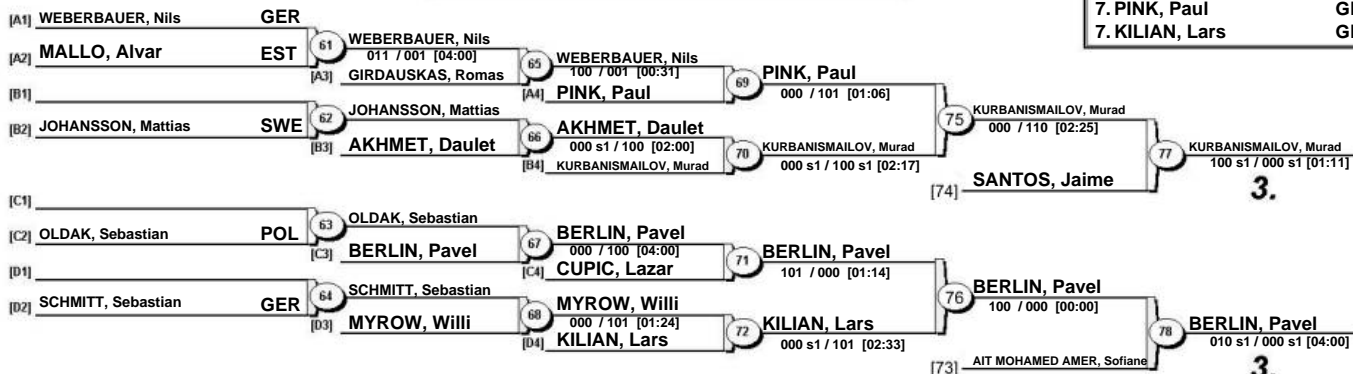 7. PINK, Paul
7. KILIAN, Lars
[A1] WEBERBAUER, Nils GER
[A2] MALLO, Alvar EST
61
WEBERBAUER, Nils
011 / 001 [04:00]
[A3] GIRDAUSKAS, Romas
65
WEBERBAUER, Nils
100 / 001 [00:31]
[A4] PINK, Paul
69
PINK, Paul
000 / 101 [01:06]
[B1]
[B2] JOHANSSON, Mattias SWE
62
JOHANSSON, Mattias
[B3] AKHMET, Daulet
66
AKHMET, Daulet
000 s1 / 100 [02:00]
[B4] KURBANISMAILOV, Murad
70
KURBANISMAILOV, Murad
000 s1 / 100 s1 [02:17]
75
KURBANISMAILOV, Murad
000 / 110 [02:25]
[74] SANTOS, Jaime
77
KURBANISMAILOV, Murad
100 s1 / 000 s1 [01:11]
3.
[C1]
[C2] OLDAK, Sebastian POL
63
OLDAK, Sebastian
[C3] BERLIN, Pavel
67
BERLIN, Pavel
000 / 100 [04:00]
[C4] CUPIC, Lazar
71
BERLIN, Pavel
101 / 000 [01:14]
[D1]
[D2] SCHMITT, Sebastian GER
64
SCHMITT, Sebastian
[D3] MYROW, Willi
68
MYROW, Willi
000 / 101 [01:24]
[D4] KILIAN, Lars
72
KILIAN, Lars
000 s1 / 101 [02:33]
76
BERLIN, Pavel
100 / 000 [00:00]
[73] AIT MOHAMED AMER, Sofiane
78
BERLIN, Pavel
010 s1 / 000 s1 [04:00]
3.